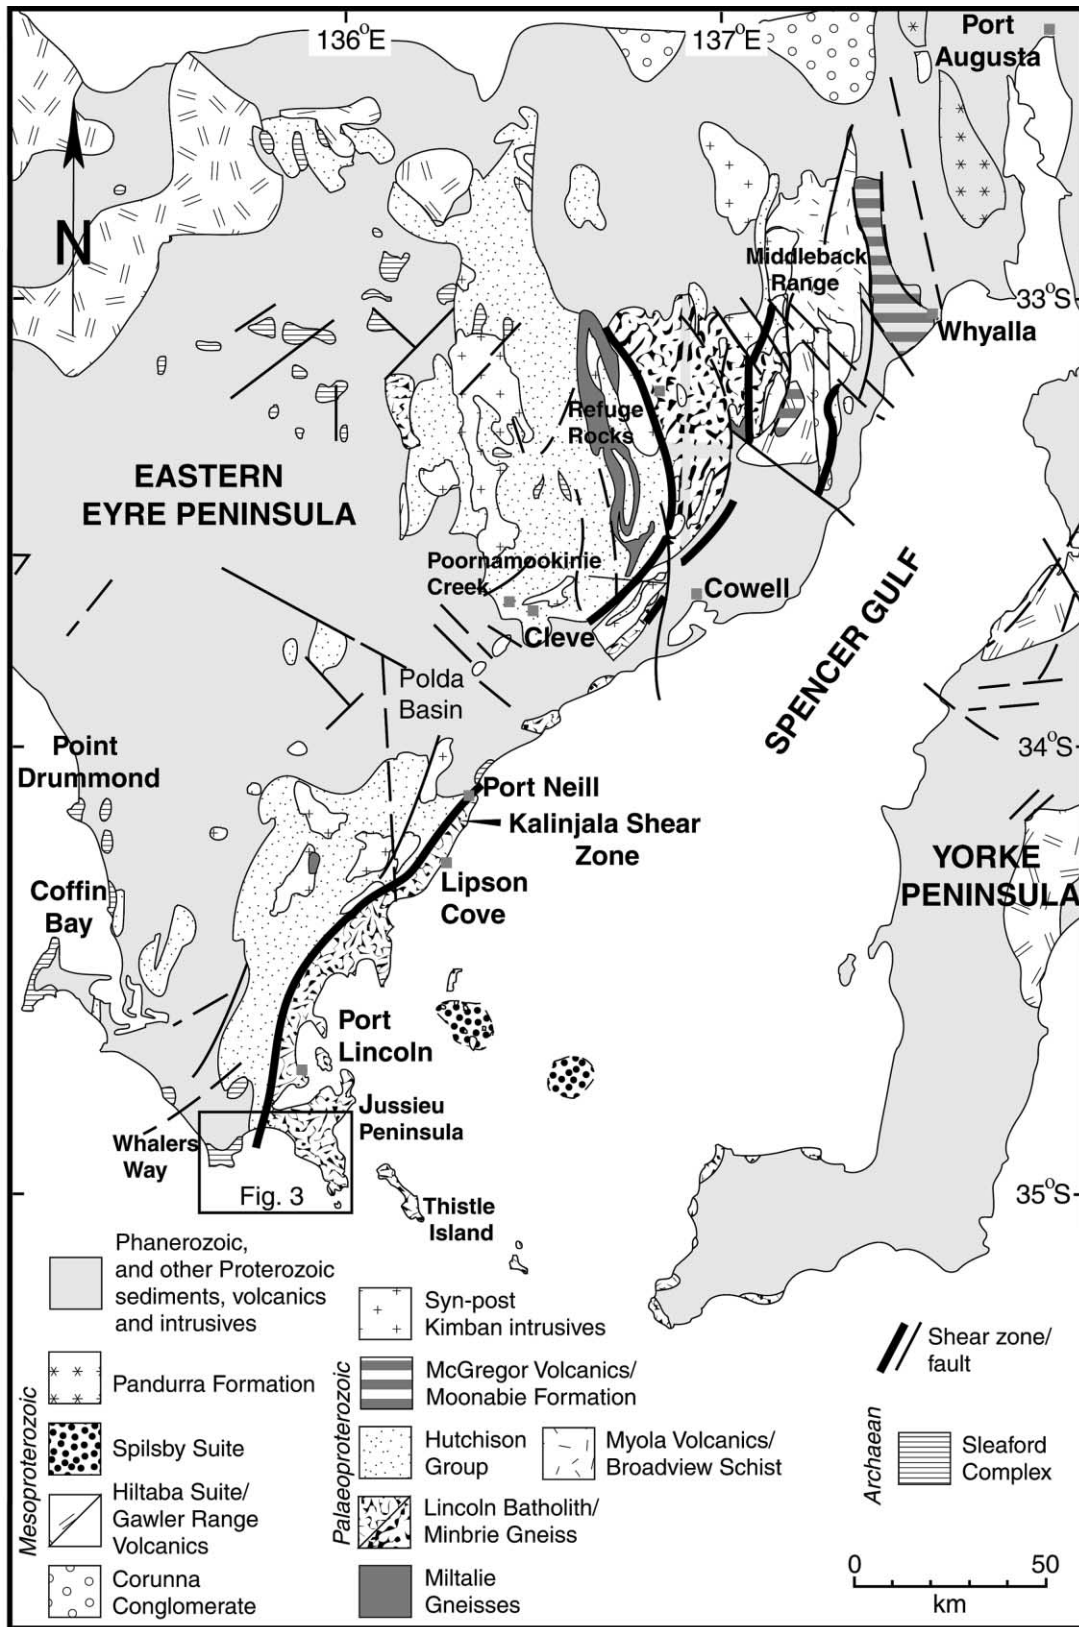 136°E
137°E
Port
Augusta
N
Middleback
Range
33°S
Whyalla
Refuge
Rocks
EASTERN
EYRE PENINSULA
Poornamookinie
Creek
Cowell
Cleve
SPENCER GULF
Polda
Basin
Point
Drummond
34°S
Port Neill
Kalinjala Shear
Zone
YORKE
PENINSULA
Lipson
Cove
Coffin
Bay
Port
Lincoln
Jussieu
Peninsula
Whalers
Way
Fig. 3
Thistle
Island
35°S
Phanerozoic,
and other Proterozoic
sediments, volcanics
and intrusives
Mesoproterozoic
Pandurra Formation
Spilsby Suite
Hiltaba Suite/
Gawler Range
Volcanics
Corunna
Conglomerate
Palaeoproterozoic
Syn-post
Kimban intrusives
McGregor Volcanics/
Moonabie Formation
Hutchison
Group
Myola Volcanics/
Broadview Schist
Lincoln Batholith/
Minbrie Gneiss
Miltalie
Gneisses
Shear zone/
fault
Archaean
Sleaford
Complex
0 50
km